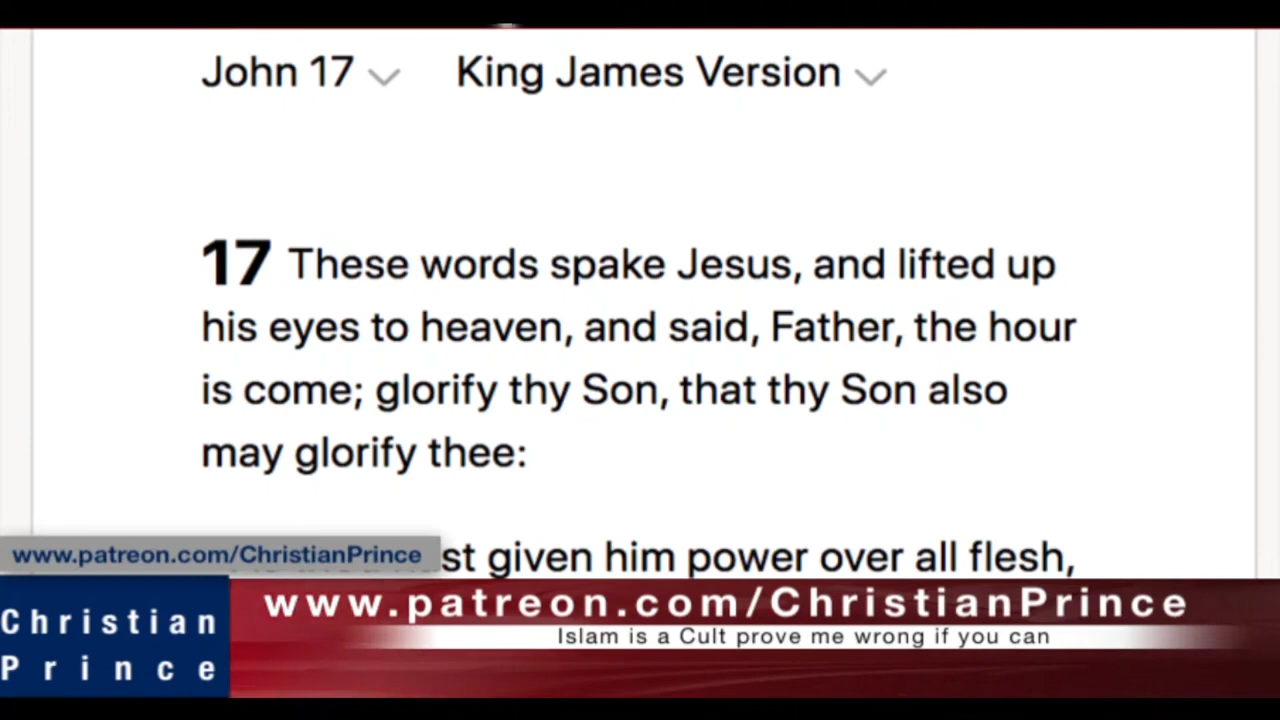 John 17 King James Version
17 These words spake Jesus, and lifted up
his eyes to heaven, and said, Father, the hour
is come; glorify thy Son, that thy Son also
may glorify thee:
given him power over all flesh,
www.patreon.com/ChristianPrince
www.patreon.com/ChristianPrince
Islam is a Cult prove me wrong if you can
Christian
Prince